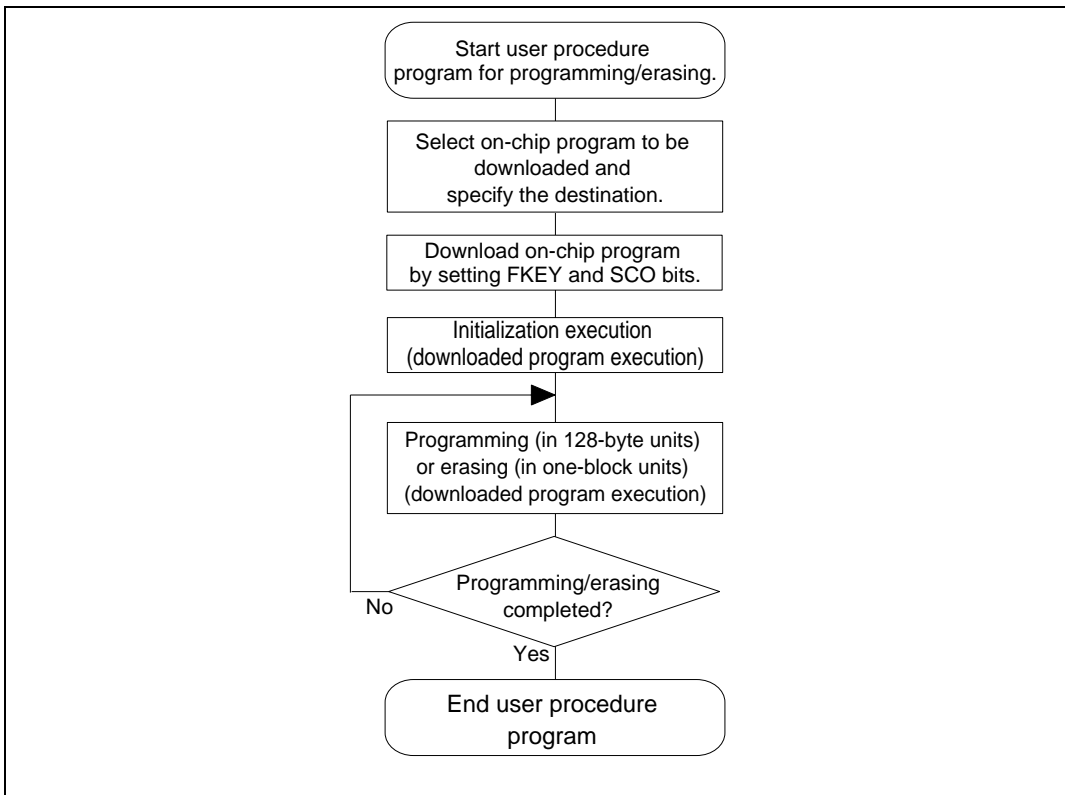 Start user procedure
program for programming/erasing.
Select on-chip program to be
downloaded and
specify the destination.
Download on-chip program
by setting FKEY and SCO bits.
Initialization execution
(downloaded program execution)
Programming (in 128-byte units)
or erasing (in one-block units)
(downloaded program execution)
Programming/erasing
completed?
No
Yes
End user procedure
program